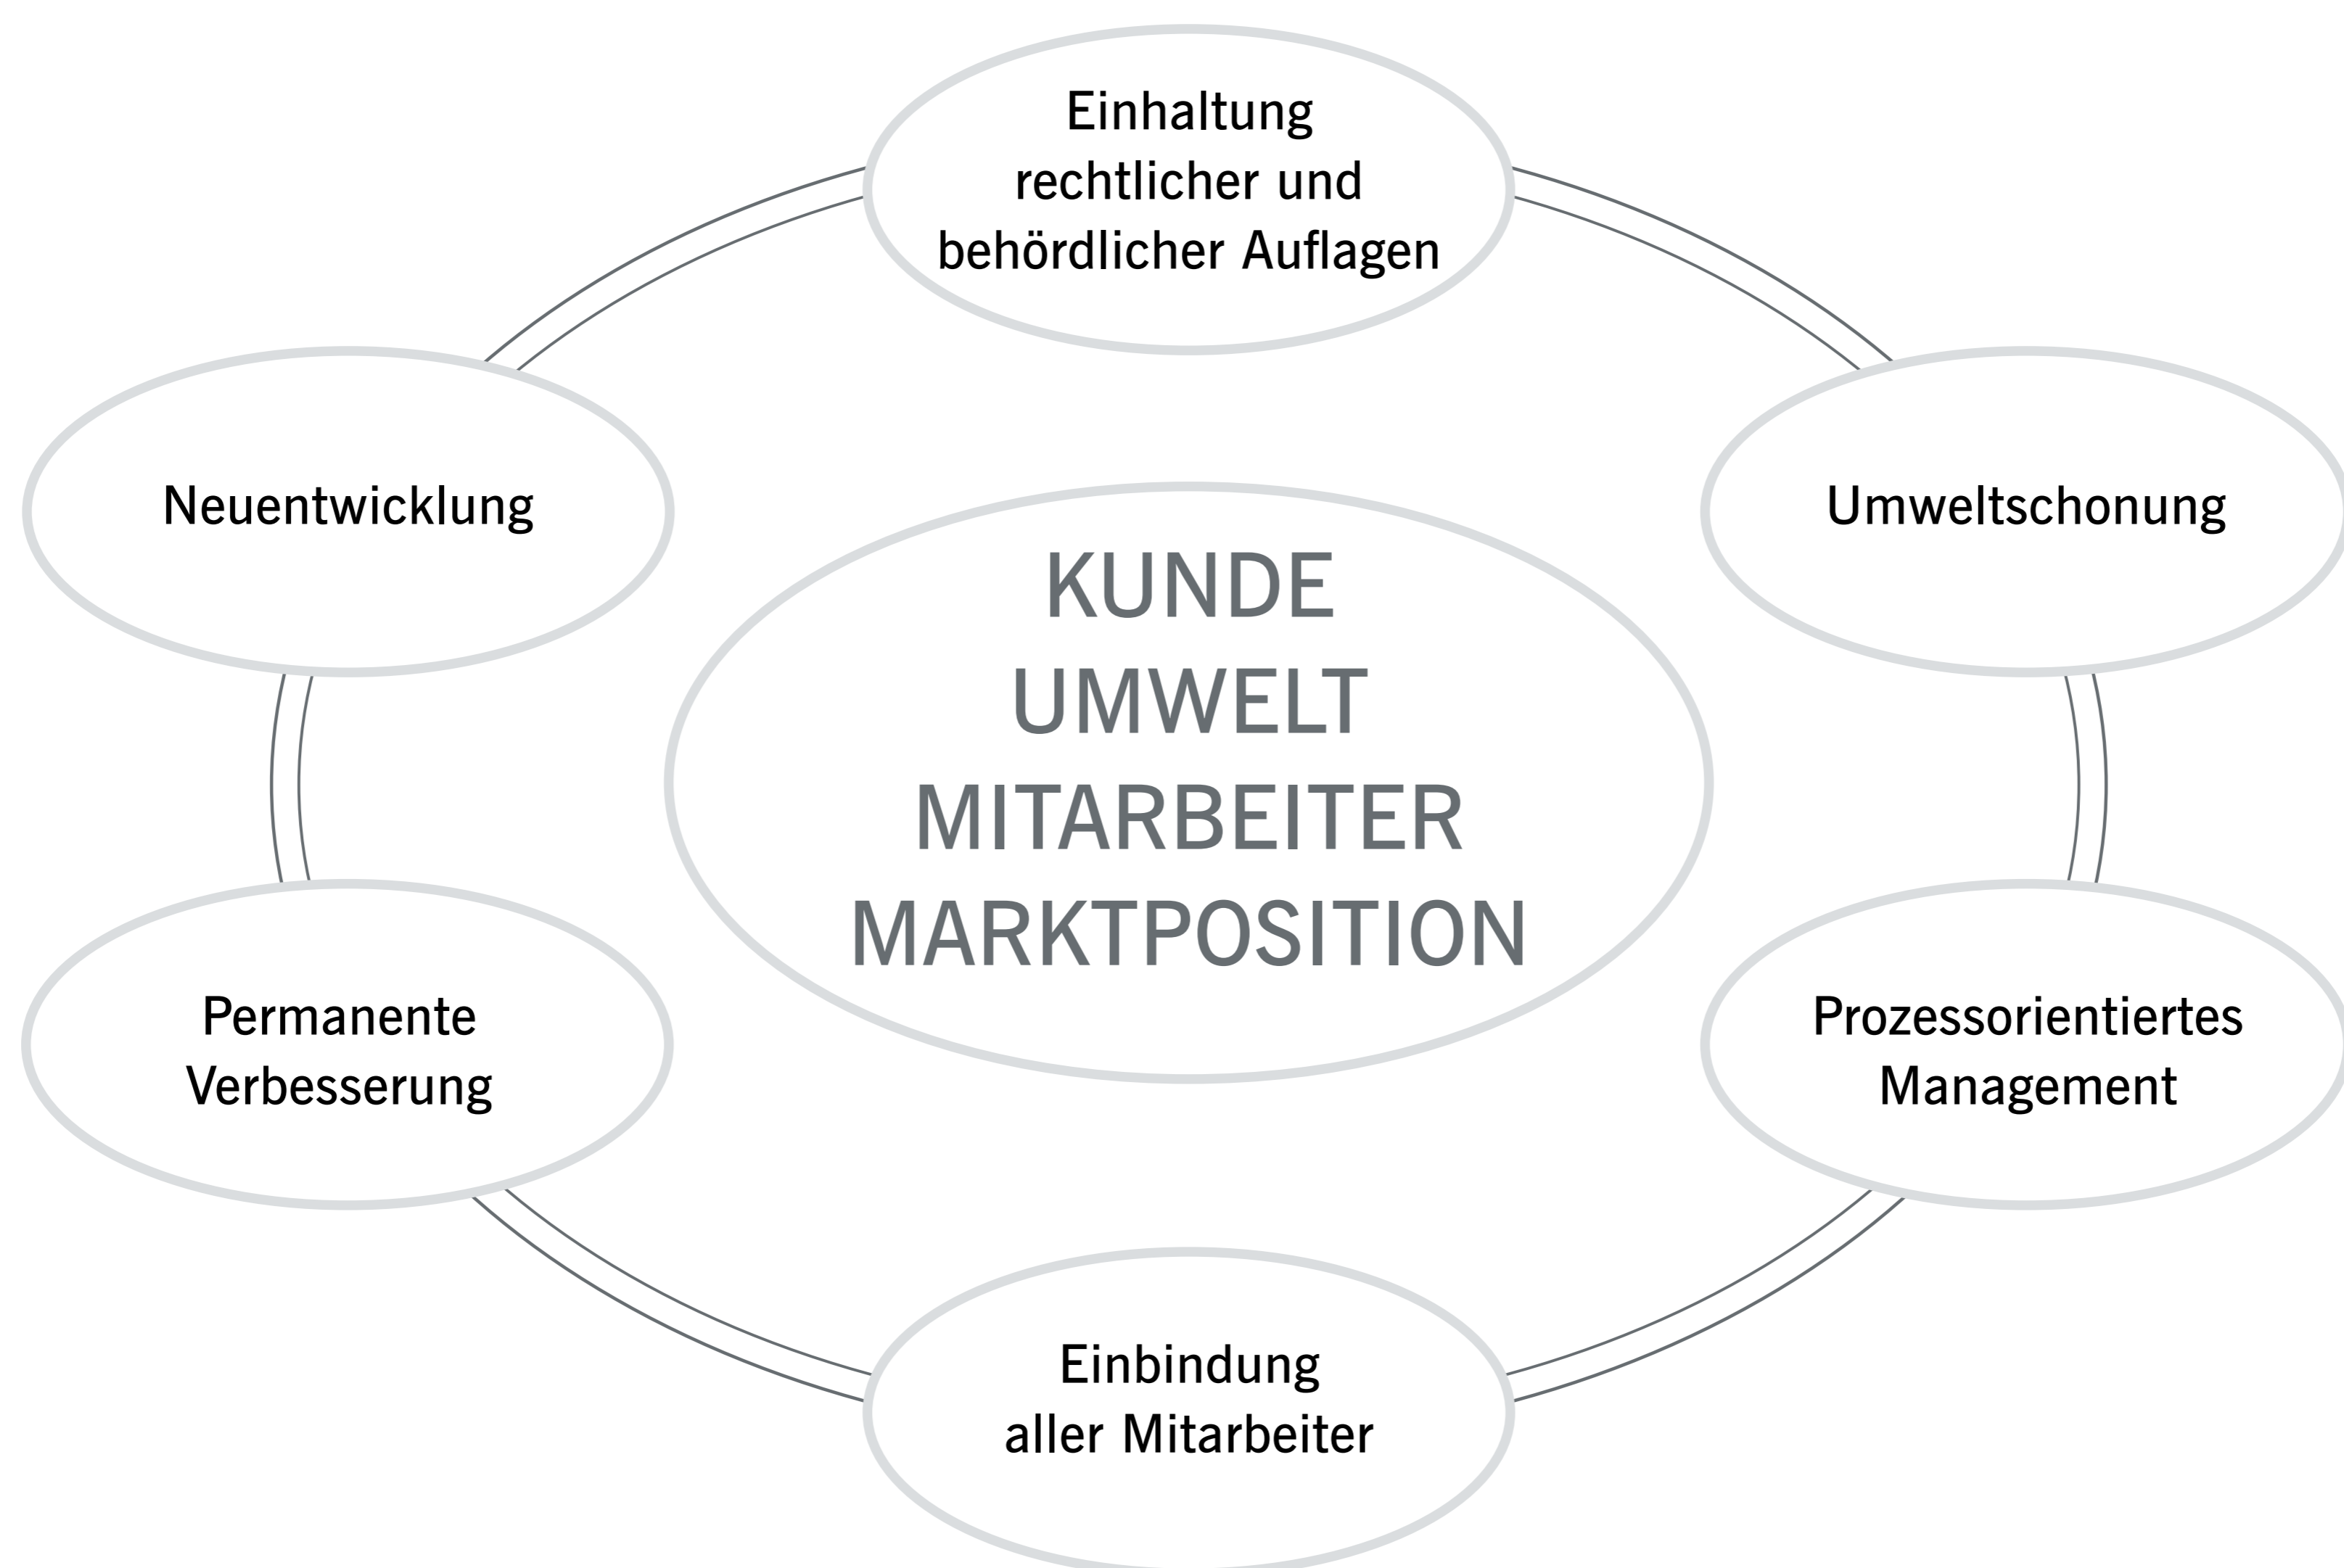 Einhaltung
rechtlicher und
behördlicher Auflagen
Neuentwicklung
Umweltschonung
KUNDE
UMWELT
MITARBEITER
MARKTPOSITION
Permanente
Verbesserung
Prozessorientiertes
Management
Einbindung
aller Mitarbeiter